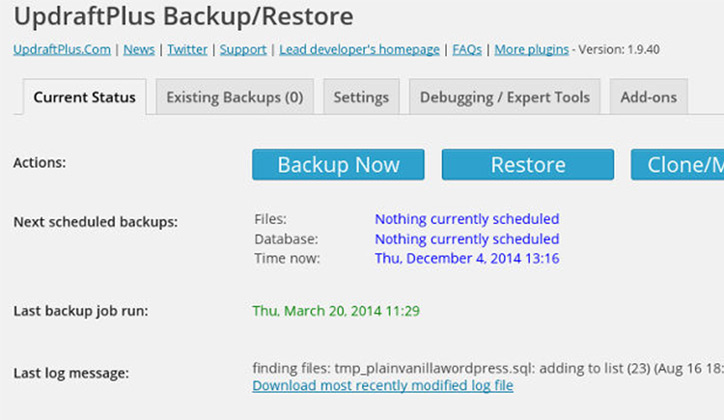 UpdraftPlus Backup/Restore
UpdraftPlus.Com | News | Twitter | Support | Lead developer's homepage | FAQs | More plugins - Version: 1.9.40
Current Status Existing Backups (0) Settings Debugging / Expert Tools Add-ons
Actions: Backup Now Restore Clone/M
Next scheduled backups: Files: Nothing currently scheduled
Database: Nothing currently scheduled
Time now: Thu, December 4, 2014 13:16
Last backup job run: Thu, March 20, 2014 11:29
Last log message: finding files: tmp_plainvanillawordpress.sql: adding to list (23) (Aug 16 18:
Download most recently modified log file